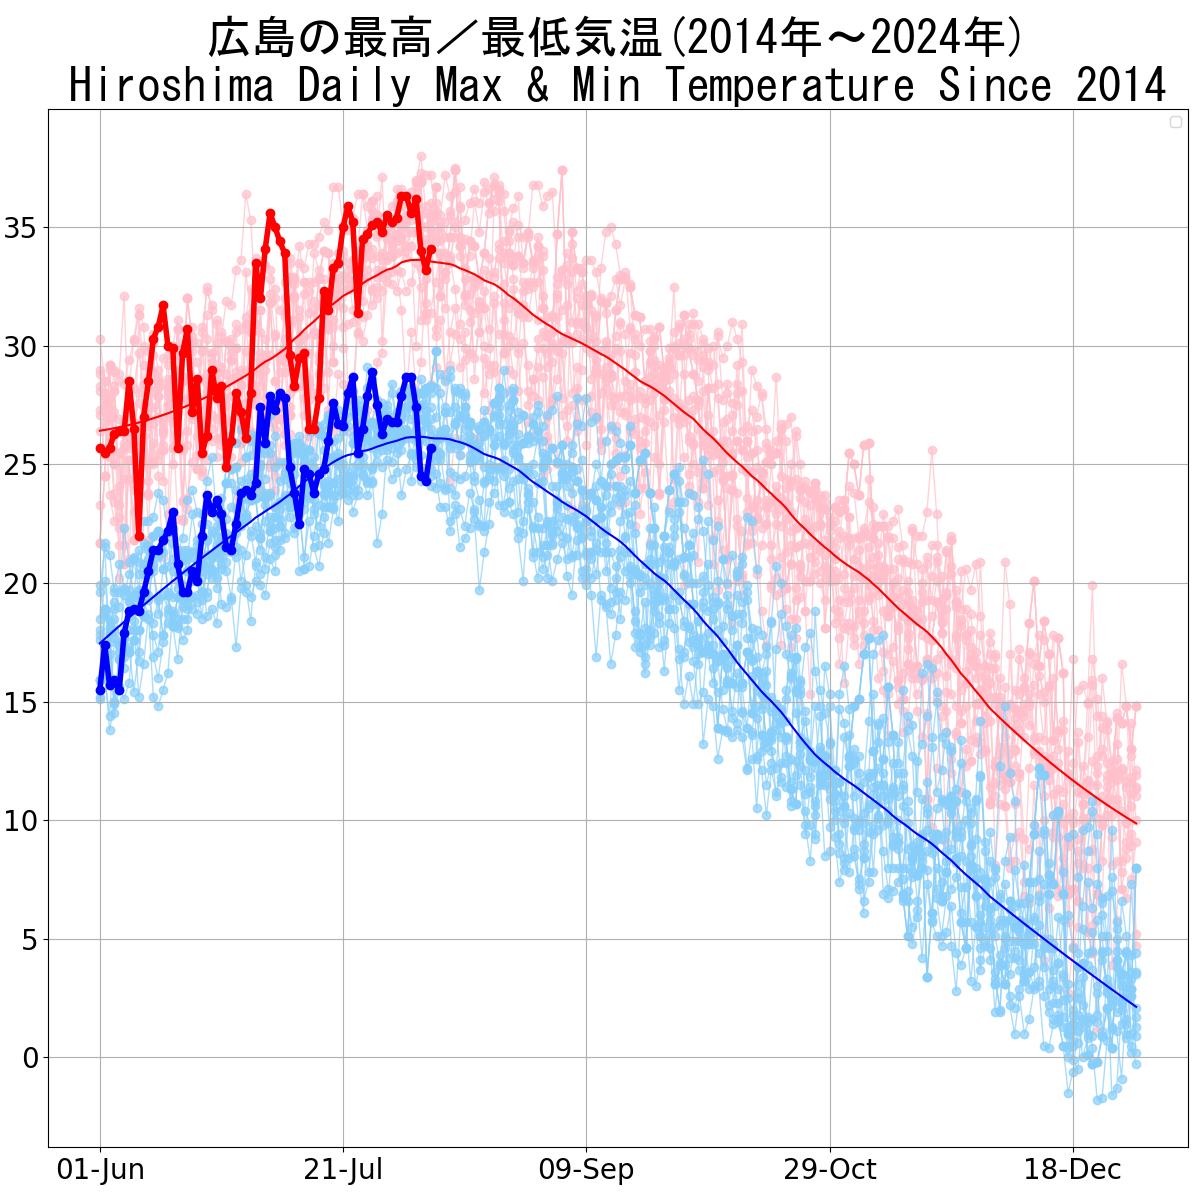 広島の最高／最低気温(2014年〜2024年)
Hiroshima Daily Max & Min Temperature Since 2014
35
30
25
20
15
10
5
0
01-Jun 21-Jul 09-Sep 29-Oct 18-Dec